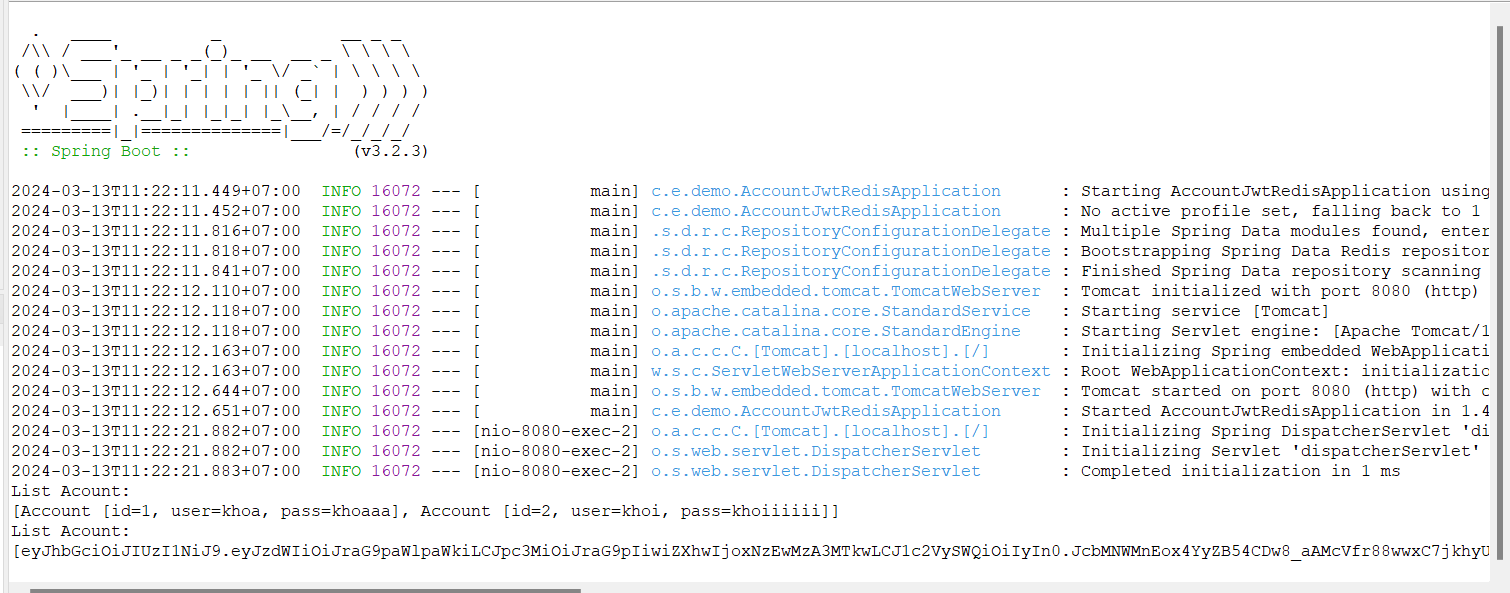 .   ____          _            __ _ _
 /\\ / ___'_ __ _ _(_)_ __  __ _ \ \ \ \
( ( )\___ | '_ | '_| | '_ \/ _` | \ \ \ \
 \\/  ___)| |_)| | | | | || (_| |  ) ) ) )
  '  |____| .__|_| |_|_| |_\__, | / / / /
 =========|_|==============|___/=/_/_/_/
 :: Spring Boot ::                (v3.2.3)
2024-03-13T11:22:11.449+07:00  INFO 16072 --- [           main] c.e.demo.AccountJwtRedisApplication      : Starting AccountJwtRedisApplication using
2024-03-13T11:22:11.452+07:00  INFO 16072 --- [           main] c.e.demo.AccountJwtRedisApplication      : No active profile set, falling back to 1
2024-03-13T11:22:11.816+07:00  INFO 16072 --- [           main] .s.d.r.c.RepositoryConfigurationDelegate : Multiple Spring Data modules found, enter
2024-03-13T11:22:11.818+07:00  INFO 16072 --- [           main] .s.d.r.c.RepositoryConfigurationDelegate : Bootstrapping Spring Data Redis repositor
2024-03-13T11:22:11.841+07:00  INFO 16072 --- [           main] .s.d.r.c.RepositoryConfigurationDelegate : Finished Spring Data repository scanning
2024-03-13T11:22:12.110+07:00  INFO 16072 --- [           main] o.s.b.w.embedded.tomcat.TomcatWebServer  : Tomcat initialized with port 8080 (http)
2024-03-13T11:22:12.118+07:00  INFO 16072 --- [           main] o.apache.catalina.core.StandardService   : Starting service [Tomcat]
2024-03-13T11:22:12.118+07:00  INFO 16072 --- [           main] o.apache.catalina.core.StandardEngine    : Starting Servlet engine: [Apache Tomcat/1
2024-03-13T11:22:12.163+07:00  INFO 16072 --- [           main] o.a.c.c.C.[Tomcat].[localhost].[/]       : Initializing Spring embedded WebApplicati
2024-03-13T11:22:12.163+07:00  INFO 16072 --- [           main] w.s.c.ServletWebServerApplicationContext : Root WebApplicationContext: initializatio
2024-03-13T11:22:12.644+07:00  INFO 16072 --- [           main] o.s.b.w.embedded.tomcat.TomcatWebServer  : Tomcat started on port 8080 (http) with c
2024-03-13T11:22:12.651+07:00  INFO 16072 --- [           main] c.e.demo.AccountJwtRedisApplication      : Started AccountJwtRedisApplication in 1.4
2024-03-13T11:22:21.882+07:00  INFO 16072 --- [nio-8080-exec-2] o.a.c.c.C.[Tomcat].[localhost].[/]       : Initializing Spring DispatcherServlet 'di
2024-03-13T11:22:21.882+07:00  INFO 16072 --- [nio-8080-exec-2] o.s.web.servlet.DispatcherServlet        : Initializing Servlet 'dispatcherServlet'
2024-03-13T11:22:21.883+07:00  INFO 16072 --- [nio-8080-exec-2] o.s.web.servlet.DispatcherServlet        : Completed initialization in 1 ms
List Acount:
[Account [id=1, user=khoa, pass=khoaaa], Account [id=2, user=khoi, pass=khoiiiiii]]
List Acount:
[eyJhbGciOiJIUzI1NiJ9.eyJzdWIiOiJraG9paWlpaWkiLCJpc3MiOiJraG9pIiwiZXhwIjoxNzEwMzA3MTkwLCJ1c2VySWQiOiIyIn0.JcbMNWMnEox4YyZB54CDw8_aAMcVfr88wwxC7jkhyU